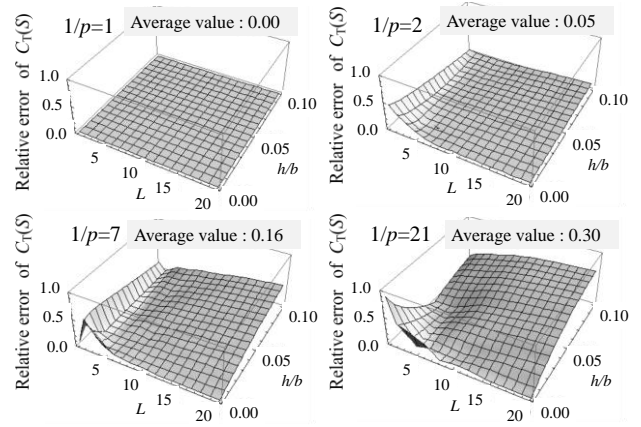 1/p=1 Average value : 0.00
Relative error of C_T(S)
1.0
0.5
0.0
5
10
15
20
L
0.00
0.05
0.10
h/b
1/p=2 Average value : 0.05
Relative error of C_T(S)
1.0
0.5
0.0
5
10
15
20
L
0.00
0.05
0.10
h/b
1/p=7 Average value : 0.16
Relative error of C_T(S)
1.0
0.5
0.0
5
10
15
20
L
0.00
0.05
0.10
h/b
1/p=21 Average value : 0.30
Relative error of C_T(S)
1.0
0.5
0.0
5
10
15
20
L
0.00
0.05
0.10
h/b